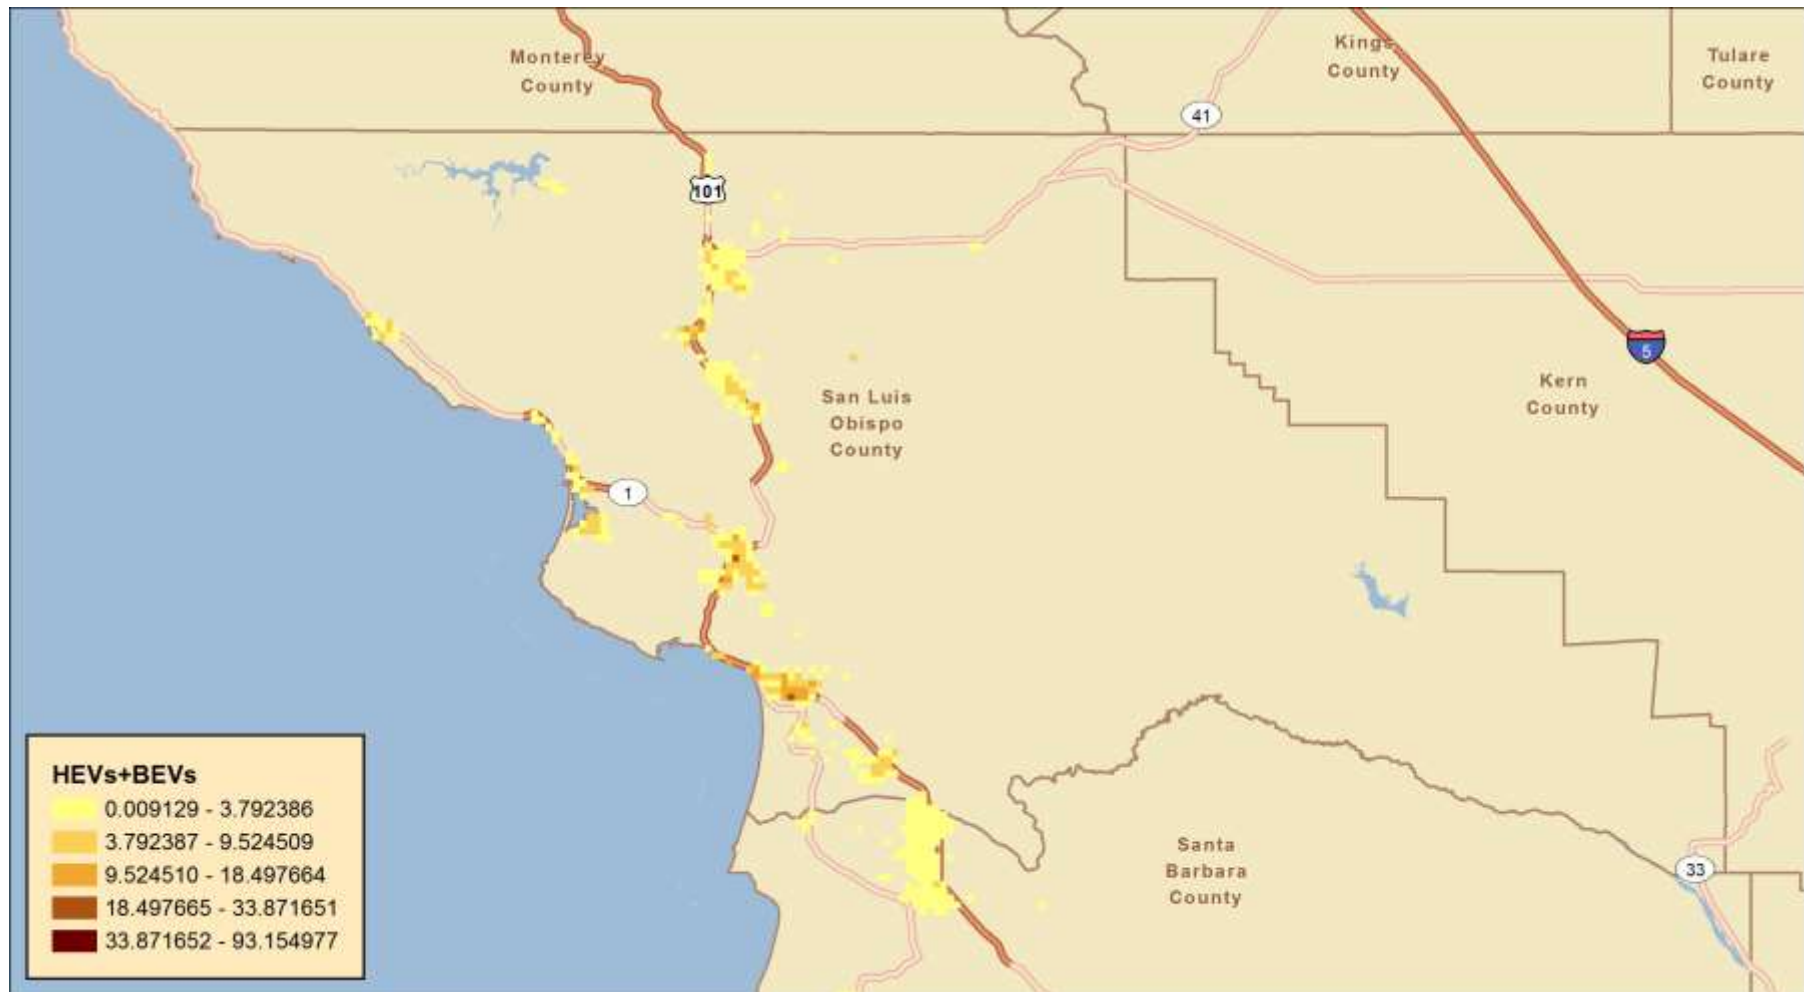 Monterey
County
Kings
County
Tulare
County
41
101
San Luis
Obispo
County
5
Kern
County
1
HEVs+BEVs
0.009129 - 3.792386
3.792387 - 9.524509
9.524510 - 18.497664
18.497665 - 33.871651
33.871652 - 93.154977
Santa
Barbara
County
33